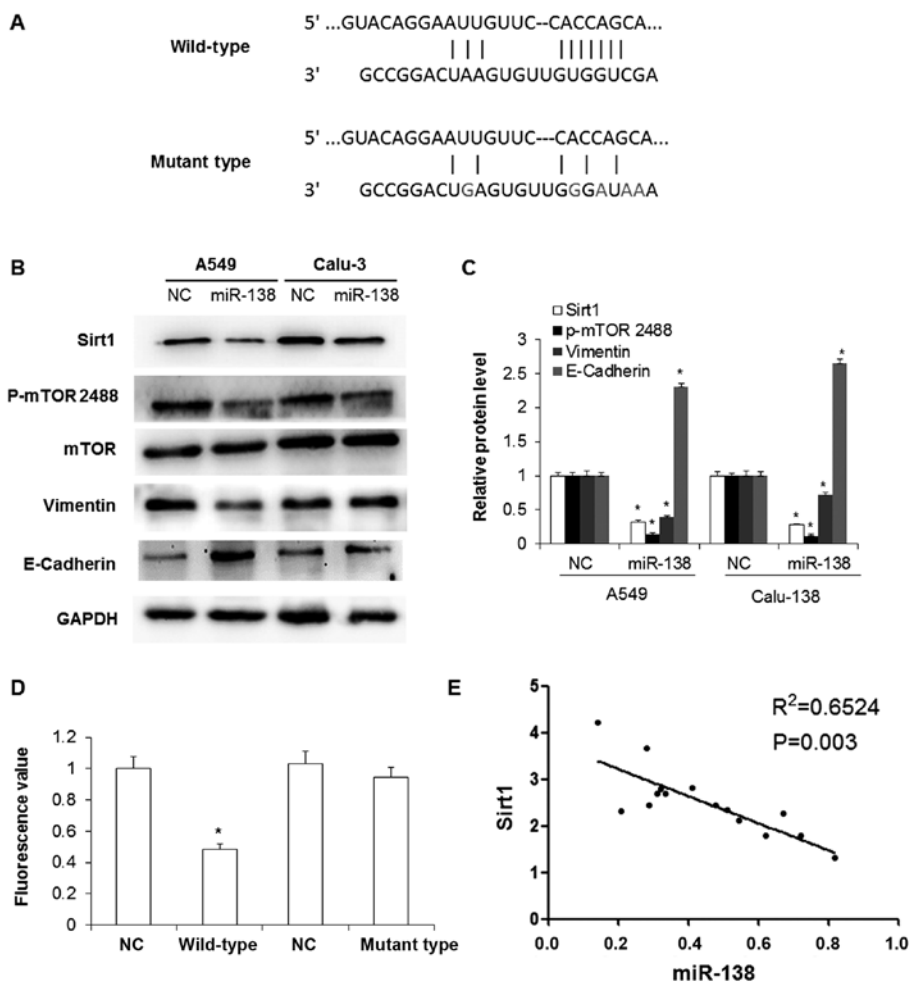 A
Wild-type
5' ...GUACAGGAAUUGUUC--CACCAGCA...
3' GCCGGACUAAGUGUUGUGGUCGA
Mutant type
5' ...GUACAGGAAUUGUUC---CACCAGCA...
3' GCCGGACUGAGUGUUGGGAUAAA
B
A549 Calu-3
NC miR-138 NC miR-138
Sirt1
P-mTOR 2488
mTOR
Vimentin
E-Cadherin
GAPDH
C
Sirt1
p-mTOR 2488
Vimentin
E-Cadherin
Relative protein level
3
2.5
2
1.5
1
0.5
0
* * * * * * * *
NC miR-138 NC miR-138
A549 Calu-138
D
Fluorescence value
1.2
1
0.8
0.6
0.4
0.2
0
*
NC Wild-type NC Mutant type
E
R²=0.6524
P=0.003
Sirt1
5
4
3
2
1
0
0.0 0.2 0.4 0.6 0.8 1.0
miR-138